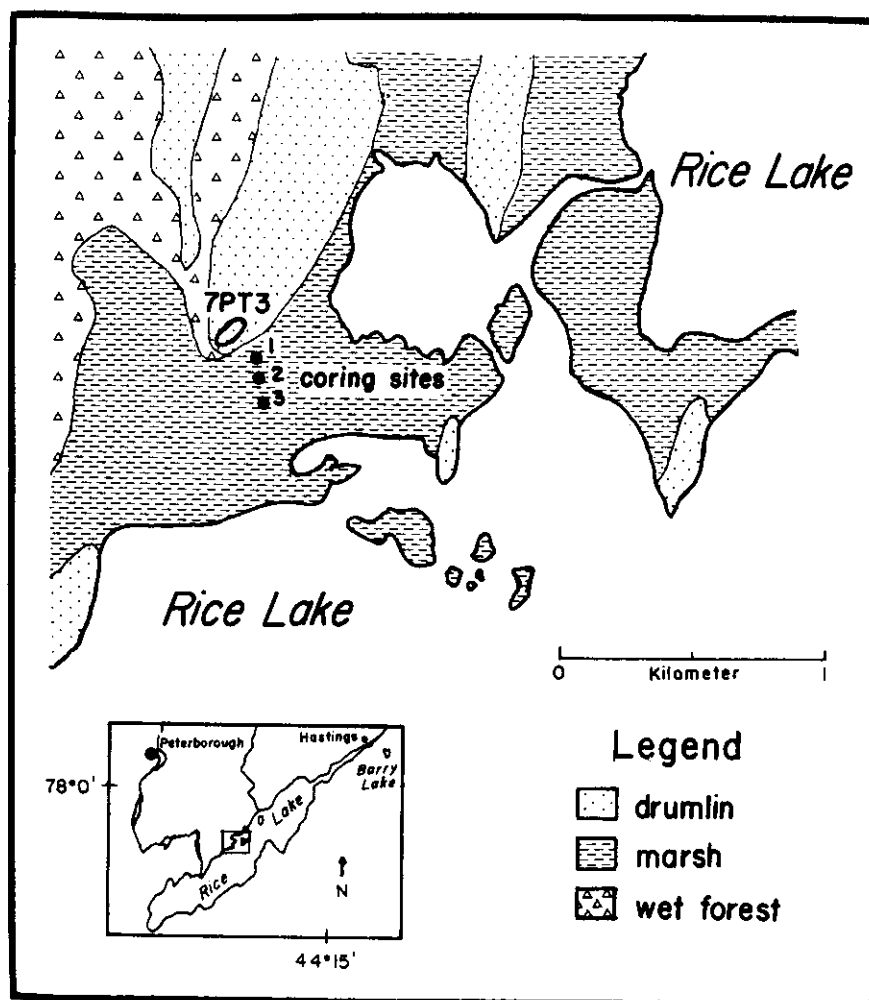 Rice Lake
7PT3
1
2 coring sites
3
Rice Lake
0 Kilometer 1
Peterborough
Hastings
Barry
Lake
78°0'
Lake
Rice
N
44°15'
Legend
drumlin
marsh
wet forest